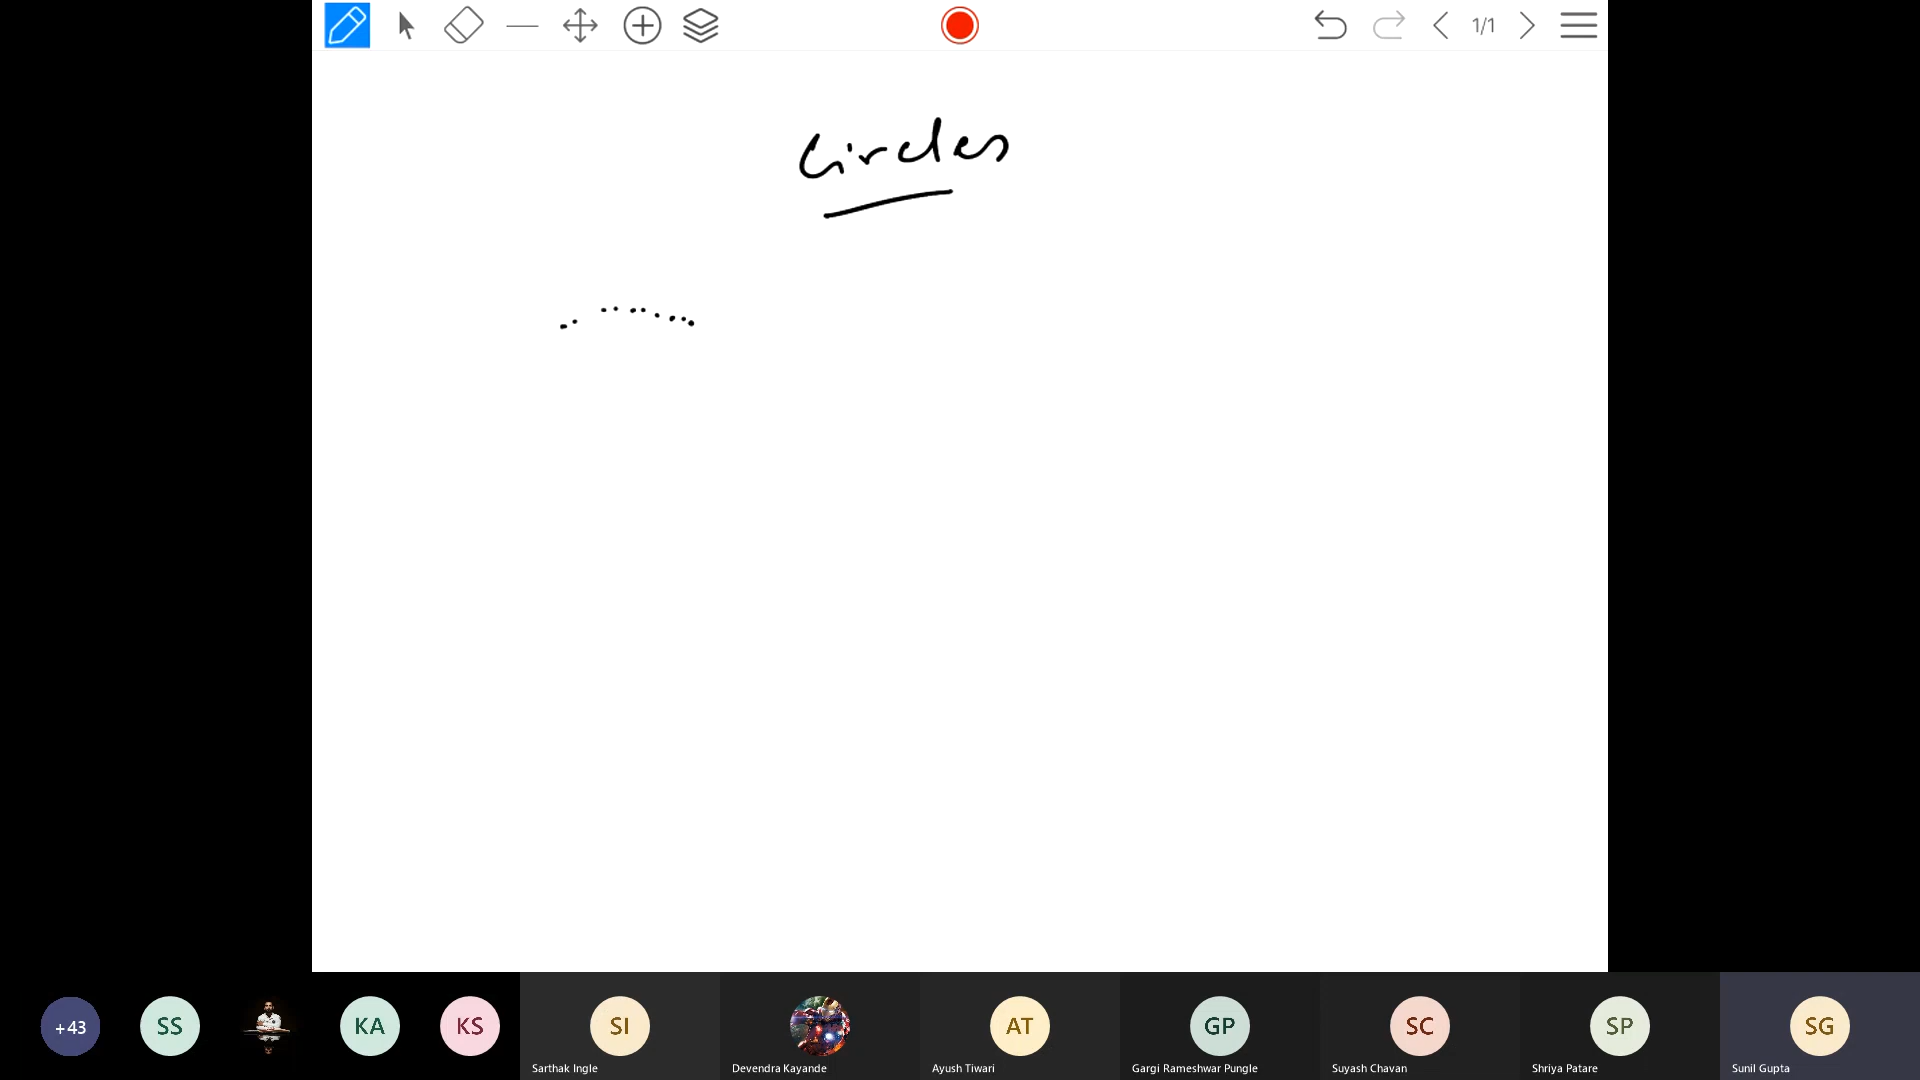 1/1
Circles
+43
SS
KA
KS
SI
AT
GP
SC
SP
SG
Sarthak Ingle
Devendra Kayande
Ayush Tiwari
Gargi Rameshwar Pungle
Suyash Chavan
Shriya Patare
Sunil Gupta